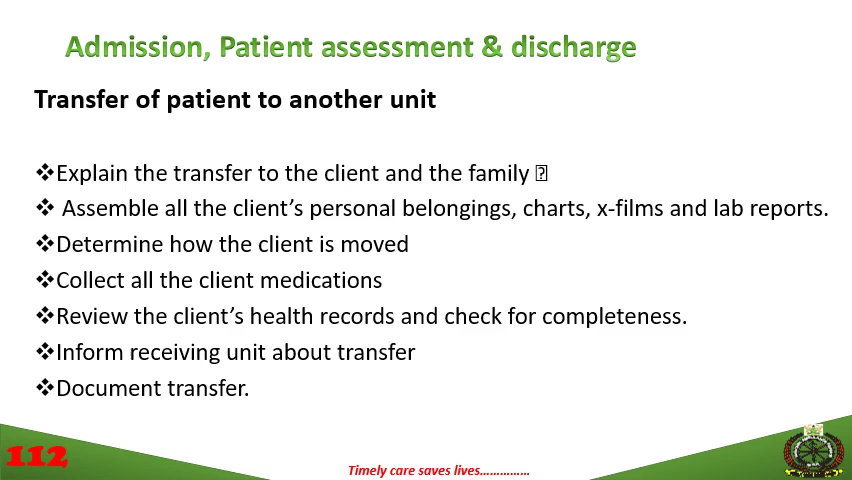 Admission, Patient assessment & discharge
Transfer of patient to another unit
❖Explain the transfer to the client and the family
❖ Assemble all the client’s personal belongings, charts, x-films and lab reports.
❖Determine how the client is moved
❖Collect all the client medications
❖Review the client’s health records and check for completeness.
❖Inform receiving unit about transfer
❖Document transfer.
112
Timely care saves lives……………